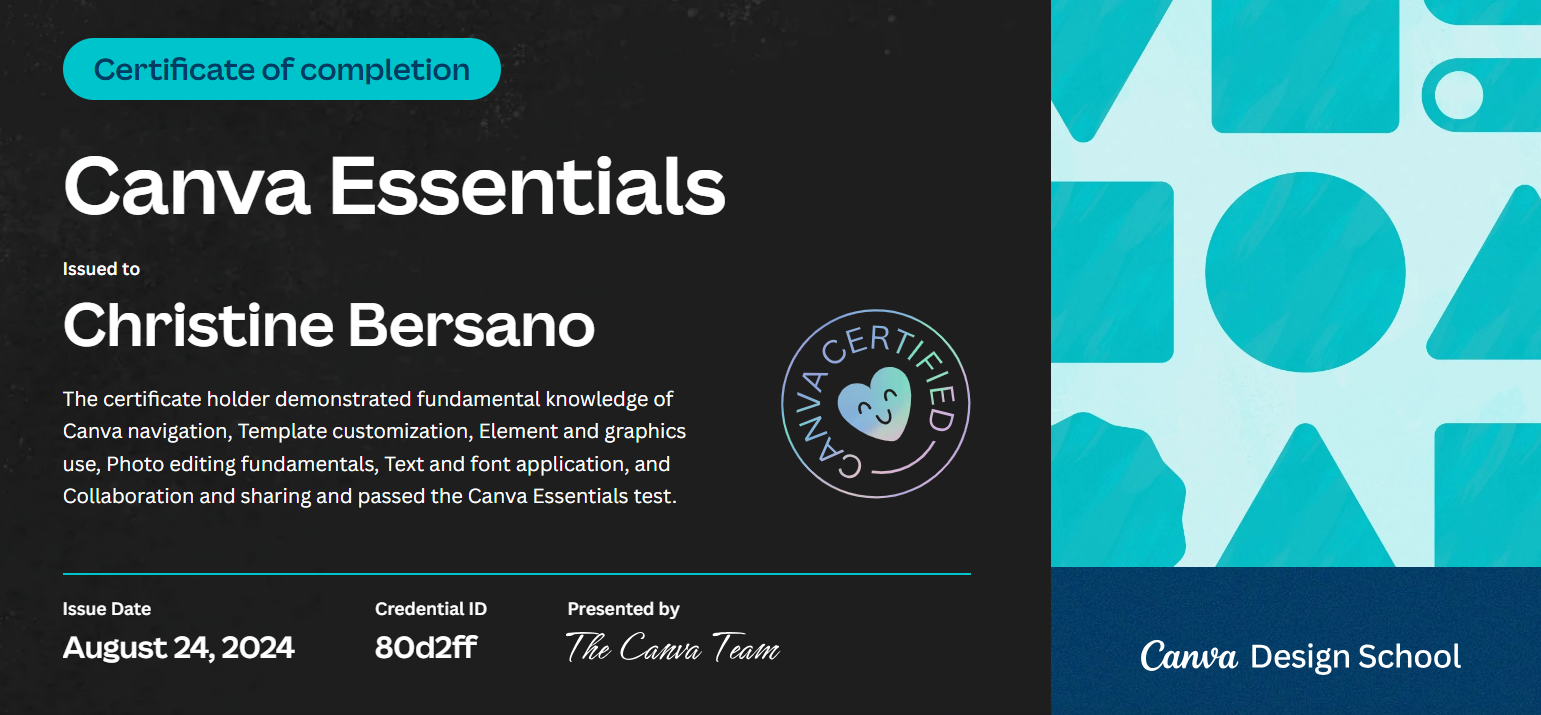 Certificate of completion
Canva Essentials
Issued to
Christine Bersano
The certificate holder demonstrated fundamental knowledge of
Canva navigation, Template customization, Element and graphics
use, Photo editing fundamentals, Text and font application, and
Collaboration and sharing and passed the Canva Essentials test.
CANVA CERTIFIED
Issue Date
August 24, 2024
Credential ID
80d2ff
Presented by
The Canva Team
Canva Design School